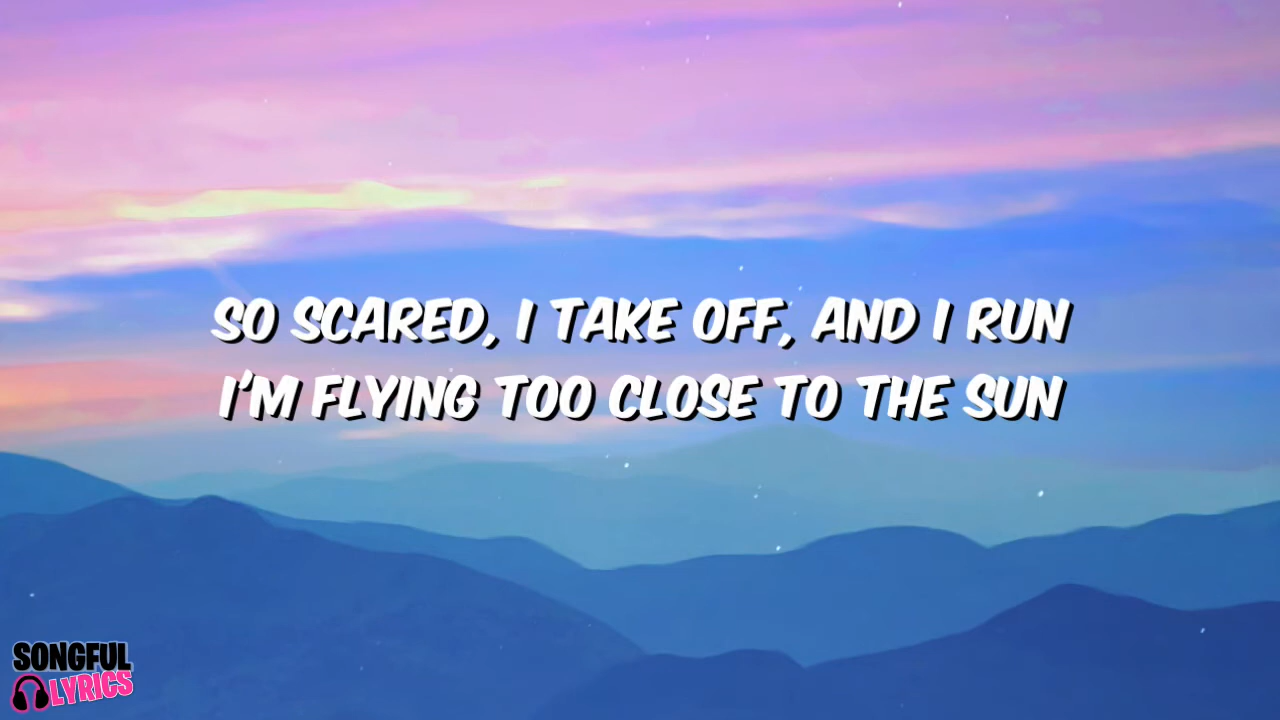 SO SCARED, I TAKE OFF, AND I RUN
I'M FLYING TOO CLOSE TO THE SUN
SONGFUL
LYRICS